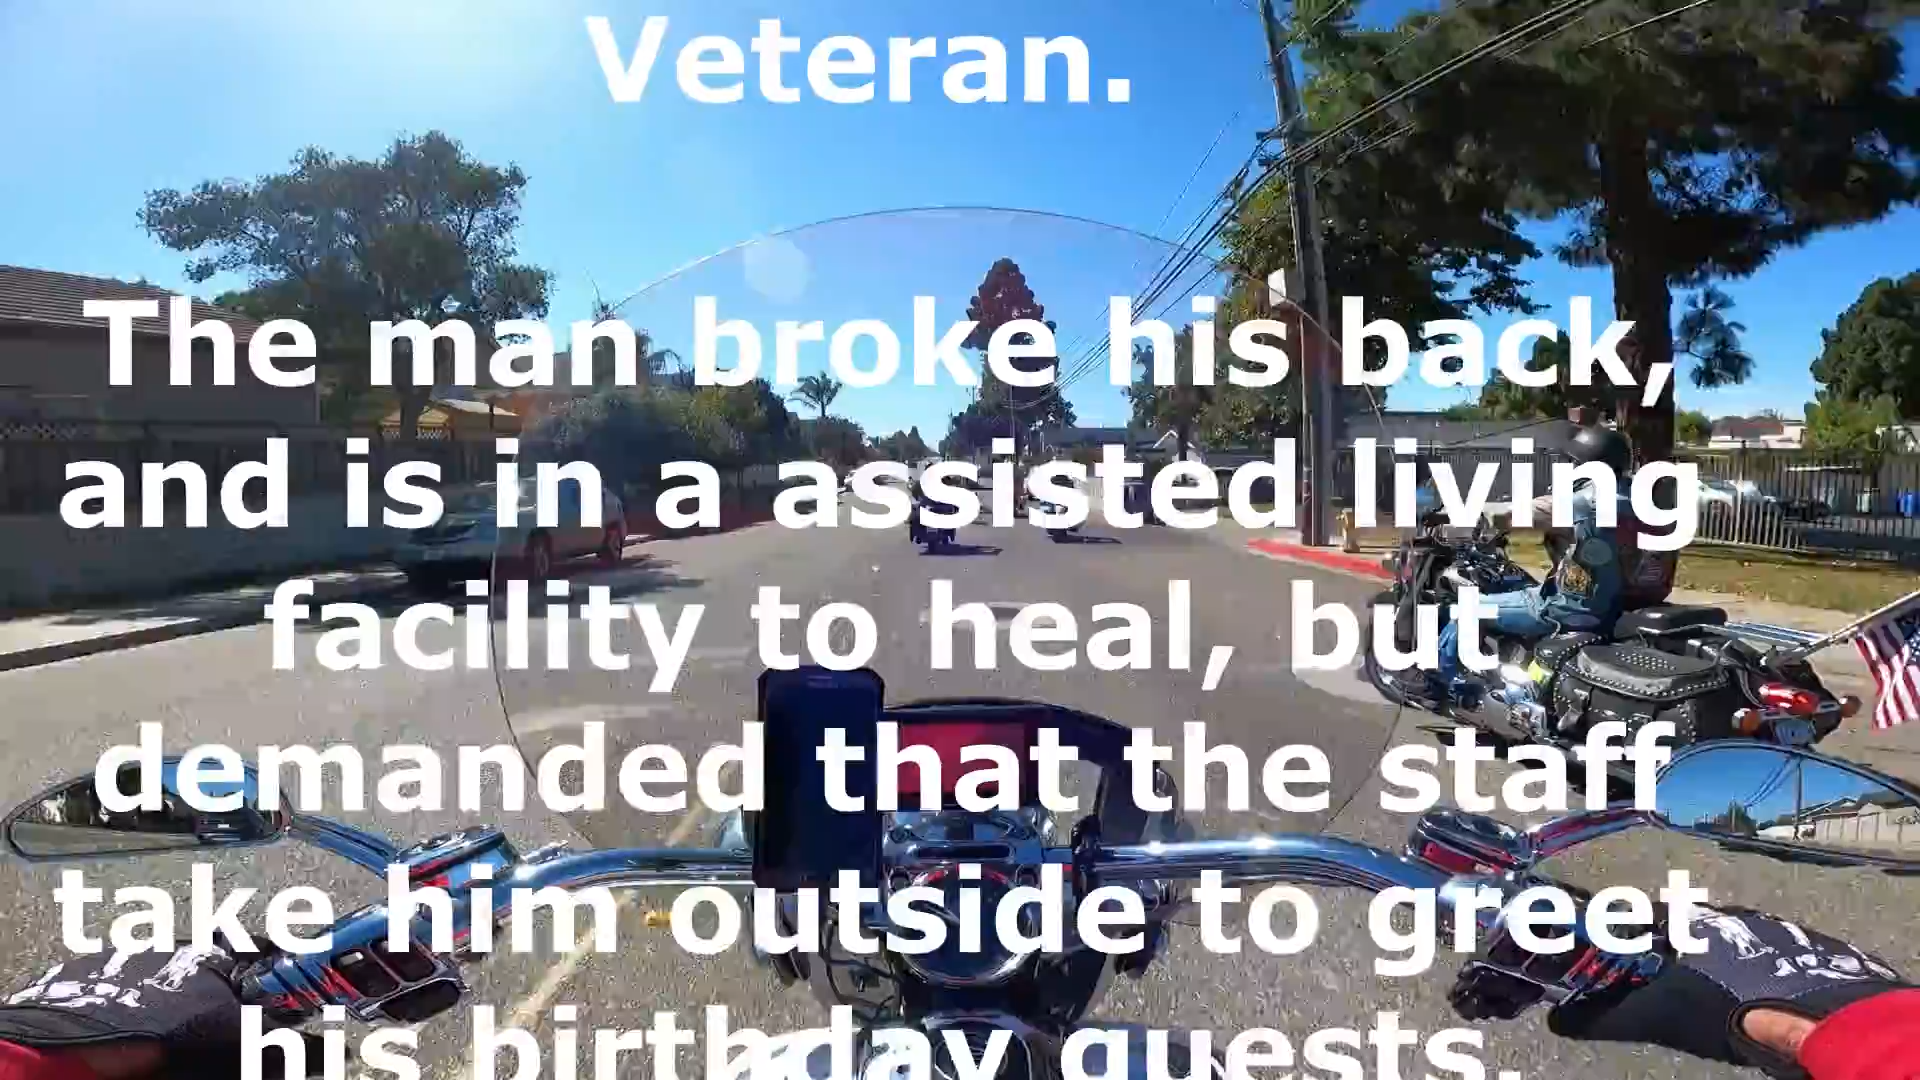 Veteran.
The man broke his back,
and is in a assisted living
facility to heal, but
demanded that the staff
take him outside to greet
his birthday guests.